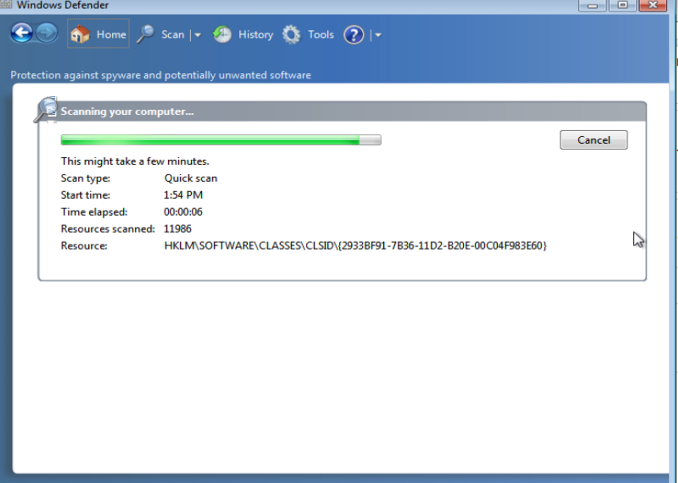 Windows Defender
Home Scan History Tools ?
Protection against spyware and potentially unwanted software
Scanning your computer...
Cancel
This might take a few minutes.
Scan type: Quick scan
Start time: 1:54 PM
Time elapsed: 00:00:06
Resources scanned: 11986
Resource: HKLM\SOFTWARE\CLASSES\CLSID\{2933BF91-7B36-11D2-B20E-00C04F983E60}